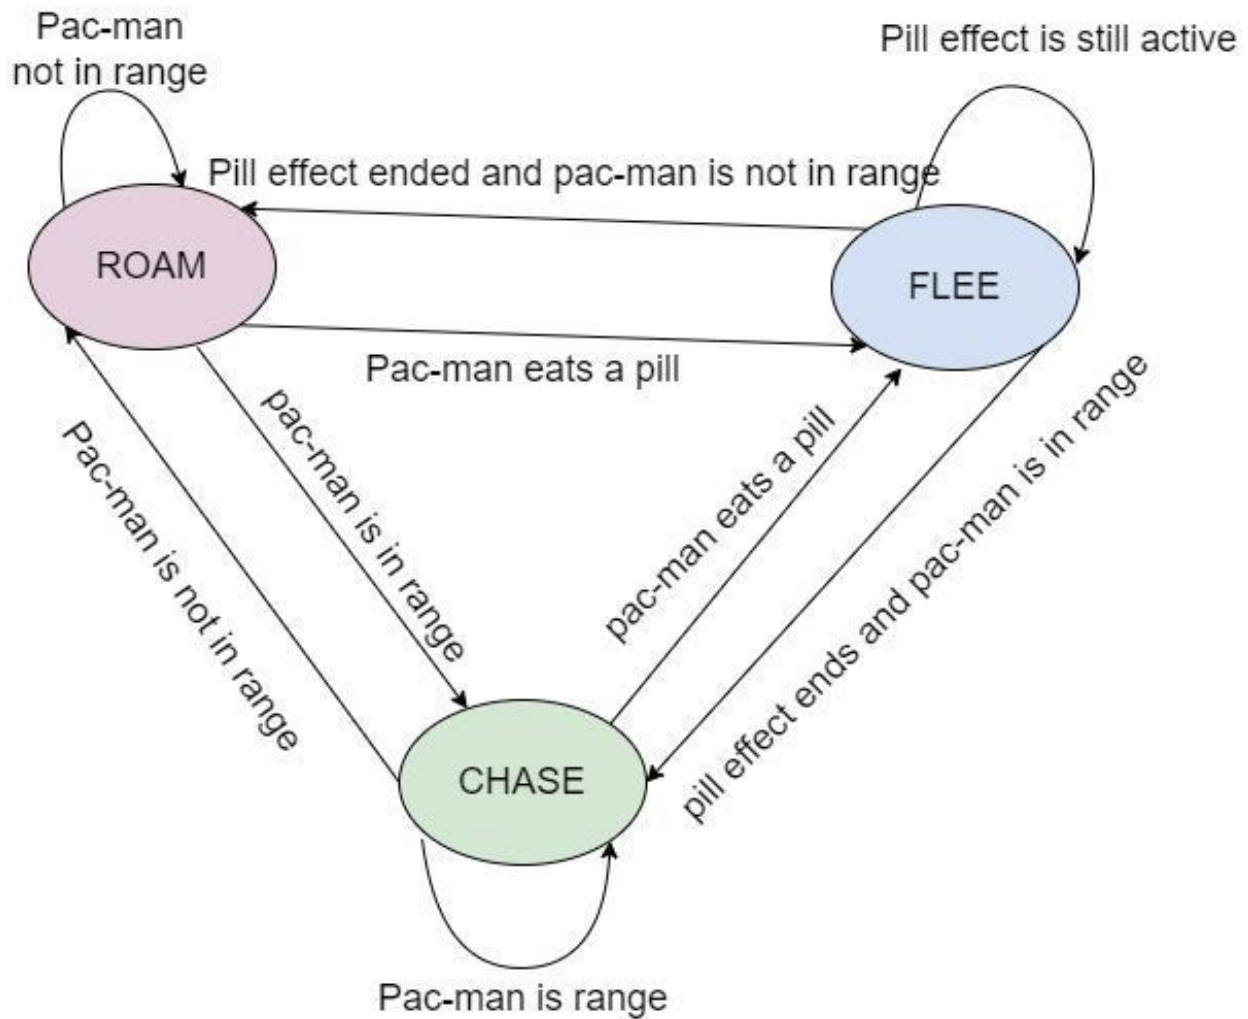 Pac-man
not in range
Pill effect is still active
Pill effect ended and pac-man is not in range
ROAM
FLEE
Pac-man eats a pill
pac-man is in range
Pac-man is not in range
pac-man eats a pill
pill effect ends and pac-man is in range
CHASE
Pac-man is range